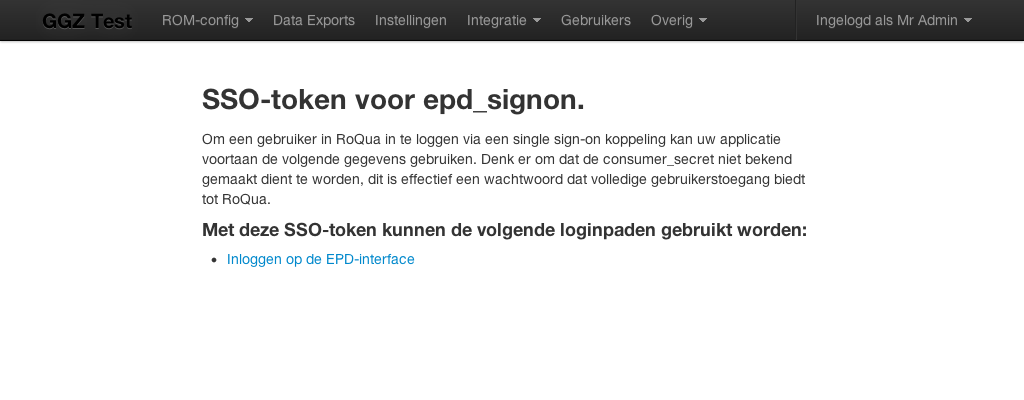 GGZ Test ROM-config Data Exports Instellingen Integratie Gebruikers Overig Ingelogd als Mr Admin
SSO-token voor epd_signon.
Om een gebruiker in RoQua in te loggen via een single sign-on koppeling kan uw applicatie
voortaan de volgende gegevens gebruiken. Denk er om dat de consumer_secret niet bekend
gemaakt dient te worden, dit is effectief een wachtwoord dat volledige gebruikerstoegang biedt
tot RoQua.
Met deze SSO-token kunnen de volgende loginpaden gebruikt worden:
• Inloggen op de EPD-interface